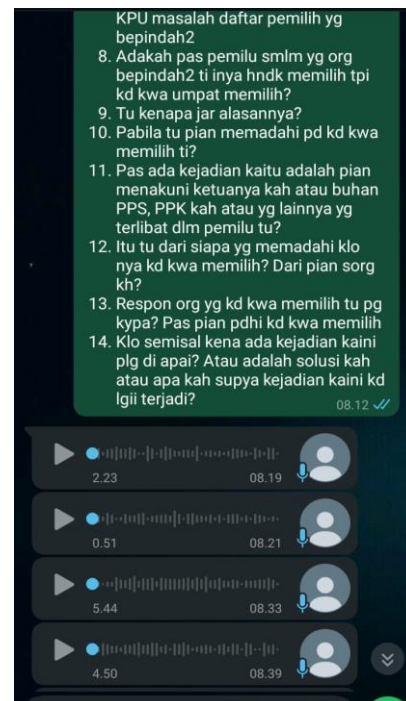 KPU masalah daftar pemilih yg
bepindah2
8. Adakah pas pemilu smlm yg org
bepindah2 ti inya hndk memilih tpi
kd kwa umpat memilih?
9. Tu kenapa jar alasannya?
10. Pabila tu pian memadahi pd kd kwa
memilih ti?
11. Pas ada kejadian kaitu adalah pian
menakuni ketuanya kah atau buhan
PPS, PPK kah atau yg lainnya yg
terlibat dlm pemilu tu?
12. Itu tu dari siapa yg memadahi klo
nya kd kwa memilih? Dari pian sorg
kh?
13. Respon org yg kd kwa memilih tu pg
kypa? Pas pian pdhi kd kwa memilih
14. Klo semisal kena ada kejadian kaini
plg di apai? Atau adalah solusi kah
atau apa kah supya kejadian kaini kd
lgii terjadi?
08.12
2.23 08.19
0.51 08.21
5.44 08.33
4.50 08.39